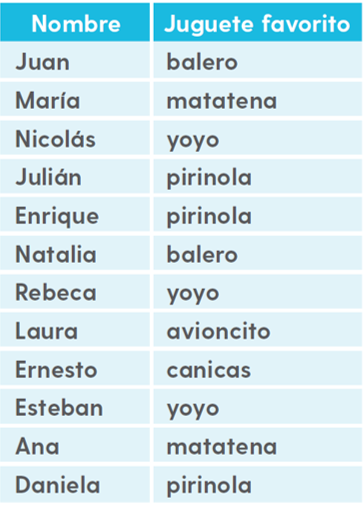 Nombre Juguete favorito
Juan balero
María matatena
Nicolás yoyo
Julián pirinola
Enrique pirinola
Natalia balero
Rebeca yoyo
Laura avioncito
Ernesto canicas
Esteban yoyo
Ana matatena
Daniela pirinola